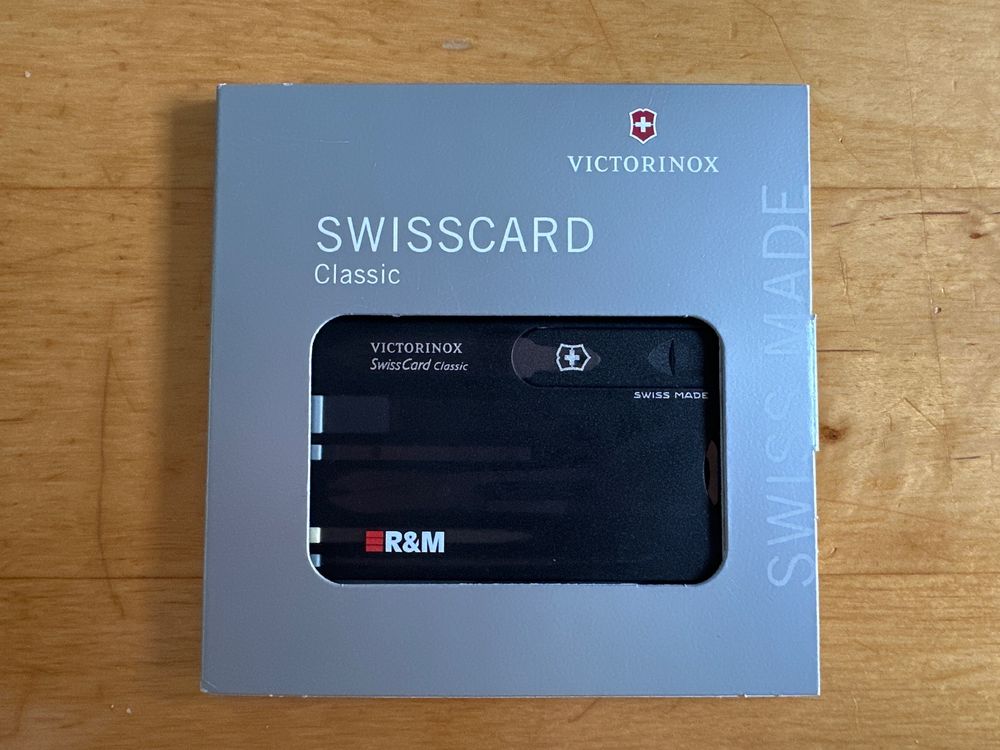 VICTORINOX
SWISSCARD
Classic
SWISS MADE
VICTORINOX
SwissCard Classic
SWISS MADE
R&M